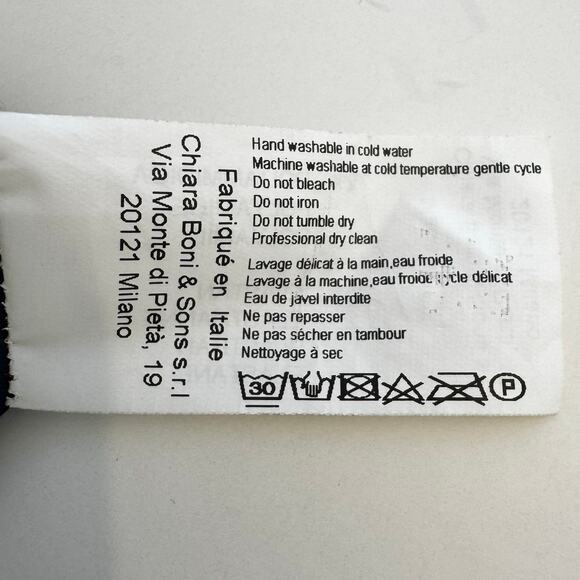 Hand washable in cold water
Machine washable at cold temperature gentle cycle
Do not bleach
Do not iron
Do not tumble dry
Professional dry clean
Lavage délicat à la main,eau froide
Lavage à la machine,eau froide, cycle délicat
Eau de javel interdite
Ne pas repasser
Ne pas sécher en tambour
Nettoyage à sec
30 P
Fabriqué en Italie
Chiara Boni & Sons s.r.l
Via Monte di Pietà, 19
20121 Milano